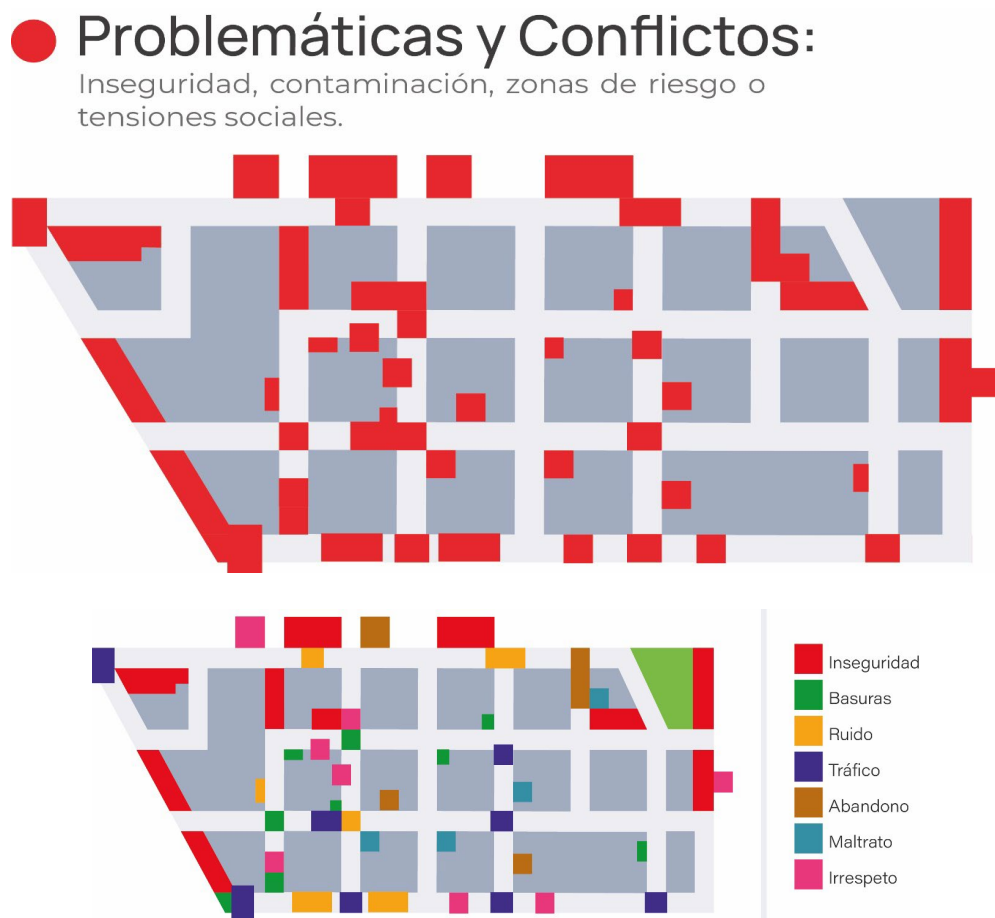 Problemáticas y Conflictos:
Inseguridad, contaminación, zonas de riesgo o
tensiones sociales.
Inseguridad
Basuras
Ruido
Tráfico
Abandono
Maltrato
Irrespeto